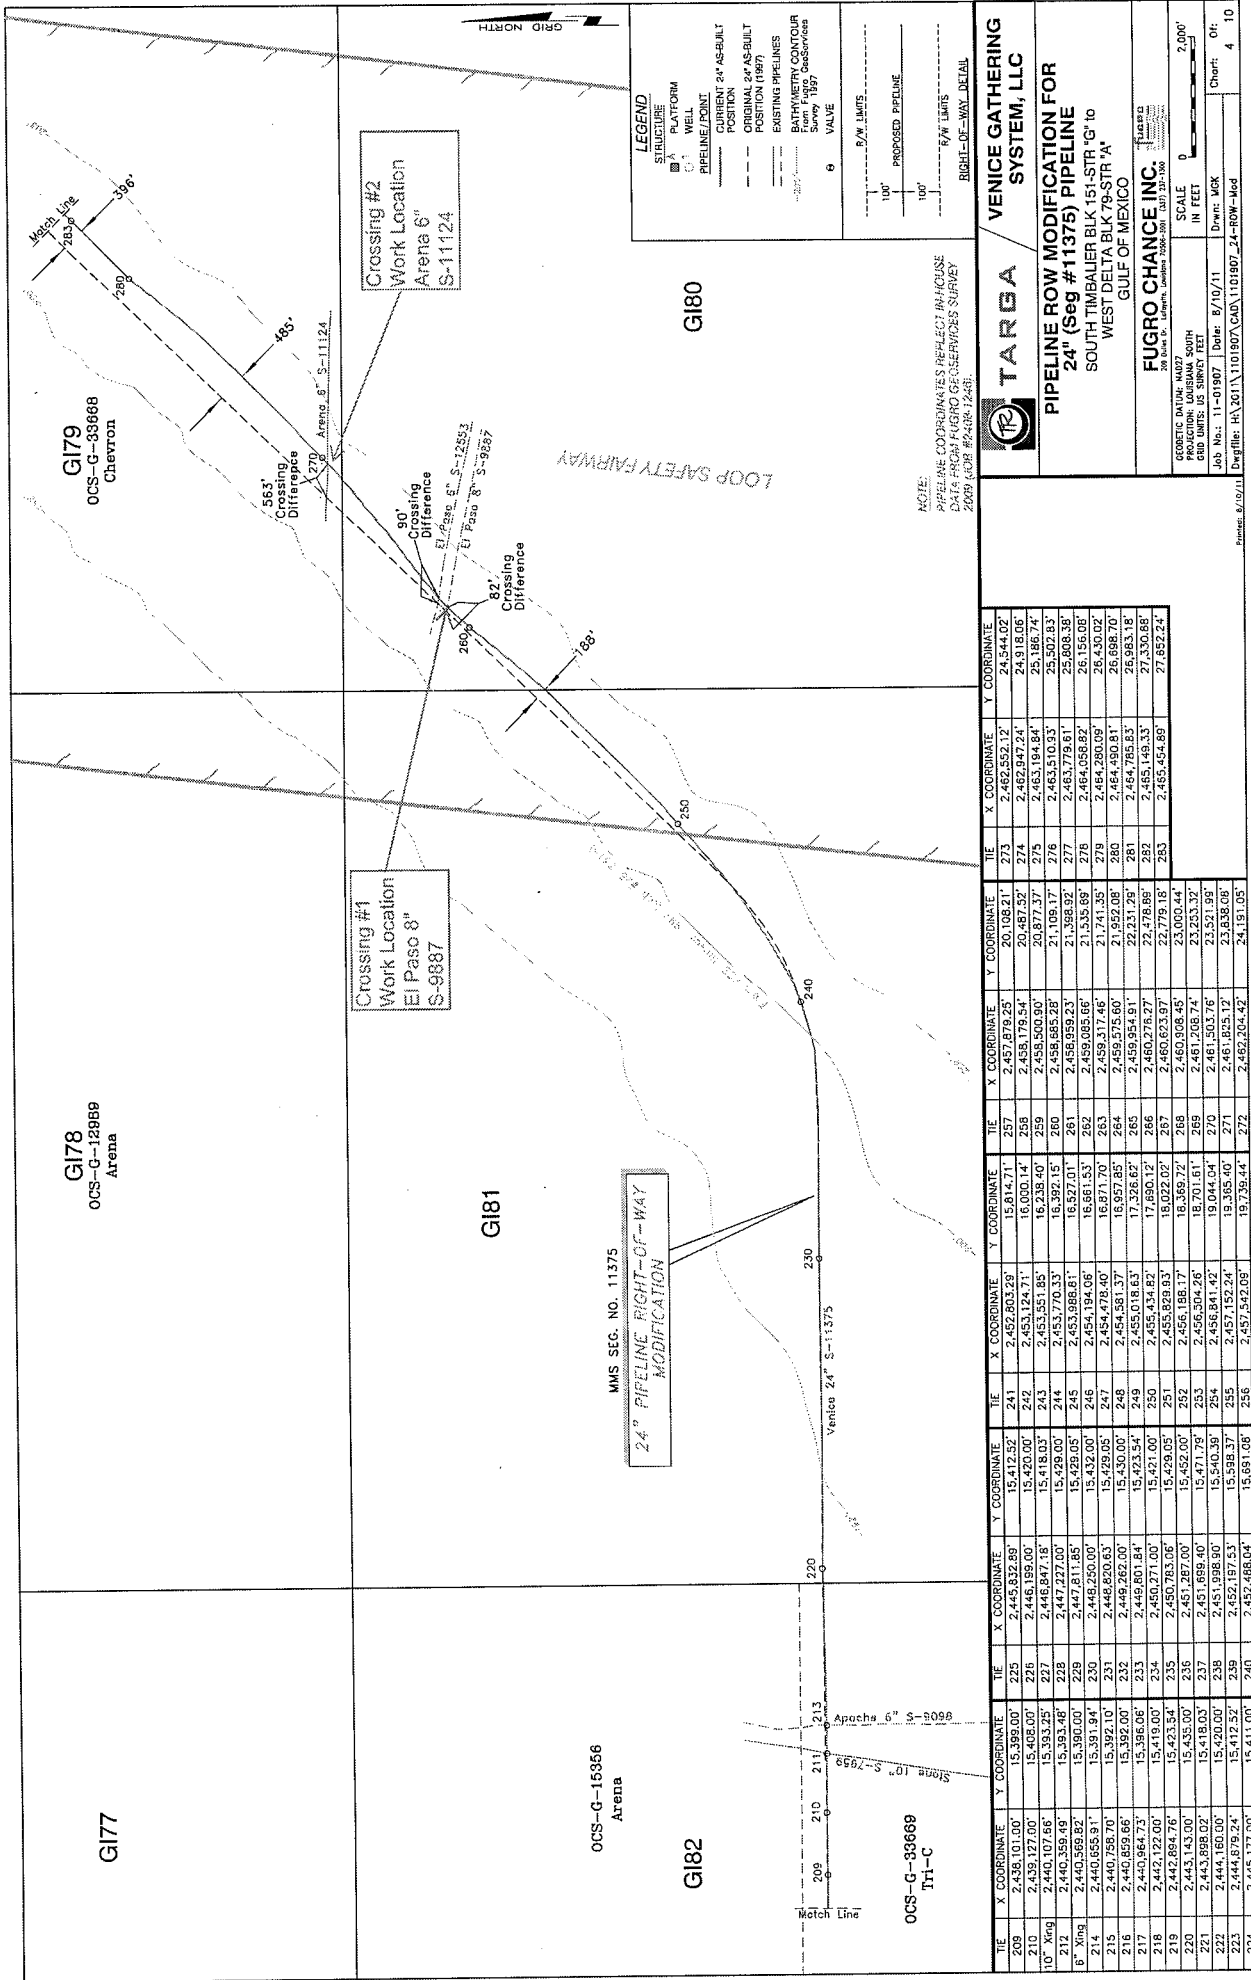 GI77
GI78
OCS-G-12989
Arena
GI79
OCS-G-33668
Chevron
Match Line
283
396'
280
485'
563'
Crossing
Difference
270
Arena 6" S-11124
Crossing #2
Work Location
Arena 6"
S-11124
90'
Crossing
Difference
El Paso 6" S-12553
El Paso 8" S-9887
82'
Crossing
Difference
260
188'
Crossing #1
Work Location
El Paso 8"
S-9887
250
240
GI81
GI80
LOOP SAFETY FAIRWAY
MMS SEG. NO. 11375
24" PIPELINE RIGHT-OF-WAY
MODIFICATION
230
Venice 24" S-11375
220
OCS-G-15356
Arena
GI82
209
210
211
213
Apache 6" S-9098
Stone 10" S-7959
Match Line
OCS-G-33669
Tri-C
GRID NORTH
LEGEND
STRUCTURE
PLATFORM
WELL
PIPELINE/POINT
CURRENT 24" AS-BUILT
POSITION
ORIGINAL 24" AS-BUILT
POSITION (1997)
EXISTING PIPELINES
BATHYMETRY CONTOUR
From Fugro GeoServices
Survey 1997
VALVE
R/W LIMITS
100'
PROPOSED PIPELINE
100'
R/W LIMITS
RIGHT-OF-WAY DETAIL
NOTE:
PIPELINE COORDINATES REFLECT IN-HOUSE
DATA FROM FUGRO GEOSERVICES SURVEY
TARGA
VENICE GATHERING
SYSTEM, LLC
PIPELINE ROW MODIFICATION FOR
24" (Seg #11375) PIPELINE
SOUTH TIMBALIER BLK 151-STR "G" to
WEST DELTA BLK 79-STR "A"
GULF OF MEXICO
FUGRO CHANCE INC.
GEODETIC DATUM: NAD27
PROJECTION: LOUISIANA SOUTH
GRID UNITS: US SURVEY FEET
SCALE
IN FEET
0 2,000'
Job No.: 11-01907 Date: 8/10/11 Drwn: MGK Chart: 4 Of: 10
Dwgfile: H:\2011\1101907\CAD\1101907_24-ROW-Mod
Printed: 8/10/11
TIE X COORDINATE Y COORDINATE
209 2,438,101.00' 15,399.00'
210 2,439,127.00' 15,408.00'
10" Xing 2,440,107.66' 15,393.25'
212 2,440,359.49' 15,393.48'
6" Xing 2,440,569.82' 15,390.00'
214 2,440,655.91' 15,391.94'
215 2,440,758.70' 15,392.10'
216 2,440,859.66' 15,392.00'
217 2,440,964.73' 15,396.06'
218 2,442,122.00' 15,419.00'
219 2,442,894.76' 15,423.54'
220 2,443,143.00' 15,435.00'
221 2,443,898.02' 15,418.03'
222 2,444,160.00' 15,420.00'
223 2,444,879.24' 15,412.52'
224 2,445,177.00' 15,411.00'
TIE X COORDINATE Y COORDINATE
225 2,445,832.89' 15,412.52'
226 2,446,199.00' 15,420.00'
227 2,446,847.18' 15,418.03'
228 2,447,227.00' 15,429.00'
229 2,447,811.85' 15,429.05'
230 2,448,250.00' 15,432.00'
231 2,448,820.63' 15,429.05'
232 2,449,262.00' 15,430.00'
233 2,449,801.84' 15,423.54'
234 2,450,271.00' 15,421.00'
235 2,450,783.06' 15,429.05'
236 2,451,287.00' 15,452.00'
237 2,451,699.40' 15,471.79'
238 2,451,998.90' 15,540.39'
239 2,452,197.53' 15,598.37'
240 2,452,488.04' 15,691.08'
TIE X COORDINATE Y COORDINATE
241 2,452,803.29' 15,814.71'
242 2,453,124.71' 16,000.14'
243 2,453,551.85' 16,238.40'
244 2,453,770.33' 16,392.15'
245 2,453,988.81' 16,527.01'
246 2,454,194.06' 16,661.53'
247 2,454,478.40' 16,871.70'
248 2,454,581.37' 16,957.85'
249 2,455,018.63' 17,326.62'
250 2,455,434.82' 17,690.12'
251 2,455,829.93' 18,022.02'
252 2,456,188.17' 18,369.72'
253 2,456,504.26' 18,701.61'
254 2,456,841.42' 19,044.04'
255 2,457,152.24' 19,365.40'
256 2,457,542.09' 19,739.44'
TIE X COORDINATE Y COORDINATE
257 2,457,879.25' 20,108.21'
258 2,458,179.54' 20,487.52'
259 2,458,500.90' 20,877.37'
260 2,458,685.28' 21,109.17'
261 2,458,959.23' 21,398.92'
262 2,459,085.66' 21,535.89'
263 2,459,317.46' 21,741.35'
264 2,459,575.60' 21,952.08'
265 2,459,954.91' 22,231.29'
266 2,460,276.27' 22,478.89'
267 2,460,623.97' 22,779.18'
268 2,460,908.45' 23,000.44'
269 2,461,208.74' 23,253.32'
270 2,461,503.76' 23,521.99'
271 2,461,825.12' 23,838.08'
272 2,462,204.42' 24,191.05'
TIE X COORDINATE Y COORDINATE
273 2,462,552.12' 24,544.02'
274 2,462,947.24' 24,918.06'
275 2,463,194.84' 25,186.74'
276 2,463,510.93' 25,502.83'
277 2,463,779.61' 25,808.38'
278 2,464,058.82' 26,156.08'
279 2,464,280.09' 26,430.02'
280 2,464,490.81' 26,698.70'
281 2,464,785.83' 26,983.18'
282 2,465,149.33' 27,330.88'
283 2,465,454.89' 27,652.24'